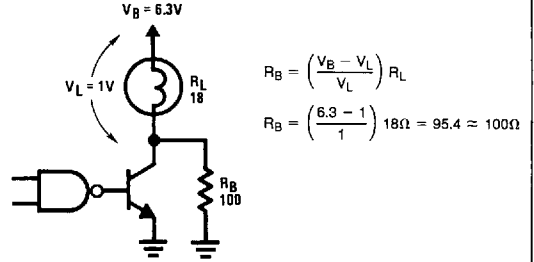 V_B = 6.3V
V_L = 1V
R_L
18
R_B
100
R_B = ( (V_B − V_L) / V_L ) R_L
R_B = ( (6.3 − 1) / 1 ) 18Ω = 95.4 ≈ 100Ω